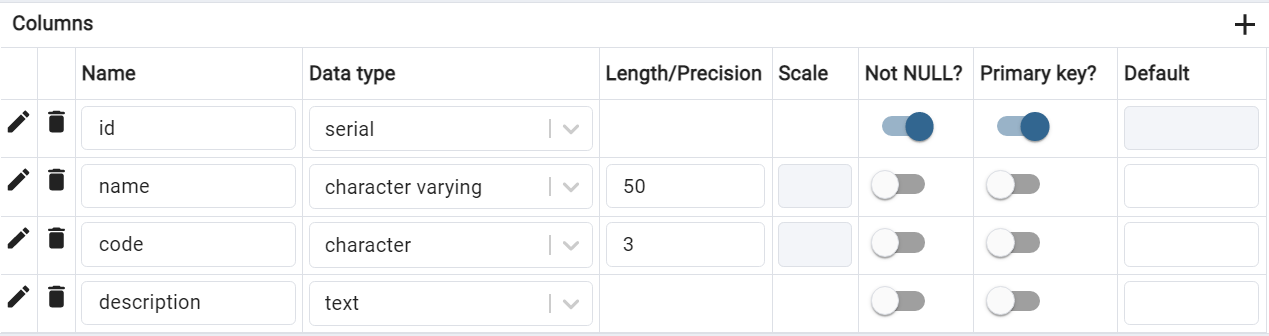 Columns
Name Data type Length/Precision Scale Not NULL? Primary key? Default
id serial
name character varying 50
code character 3
description text